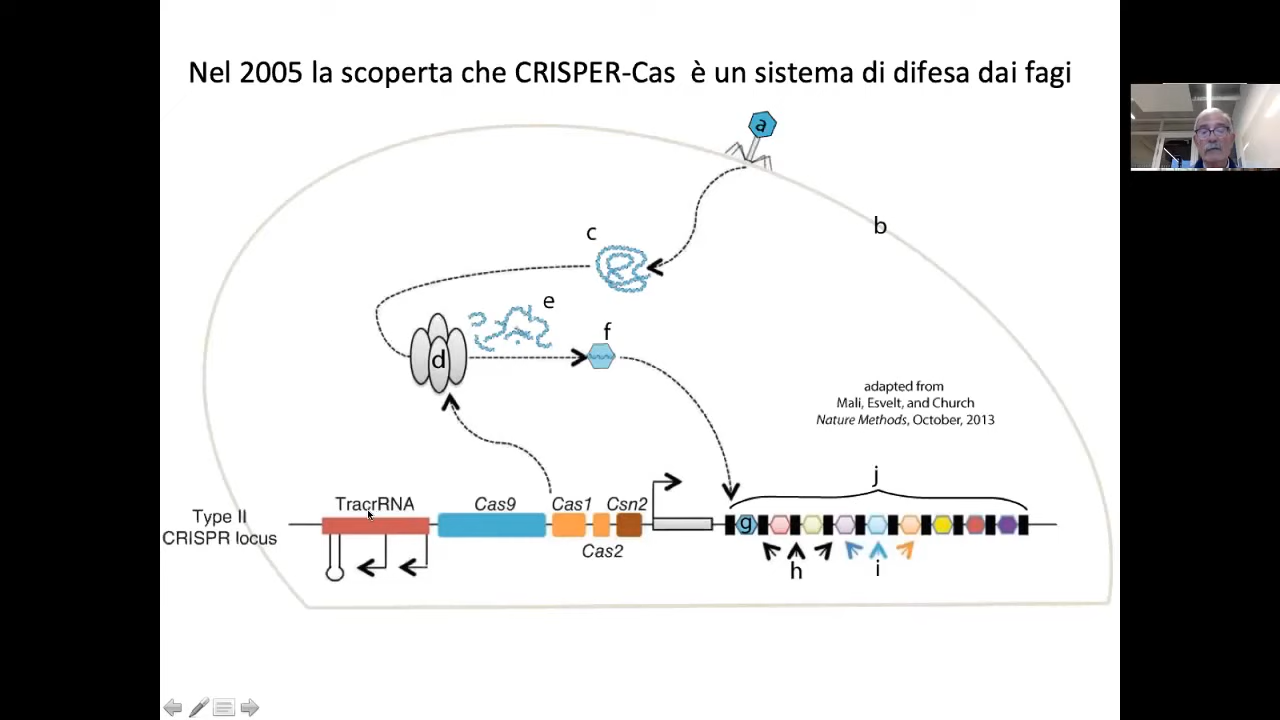 Nel 2005 la scoperta che CRISPER-Cas è un sistema di difesa dai fagi
a
b
c
e
f
d
adapted from
Mali, Esvelt, and Church
Nature Methods, October, 2013
j
TracrRNA
Cas9
Cas1
Csn2
Type II
CRISPR locus
g
Cas2
h
i